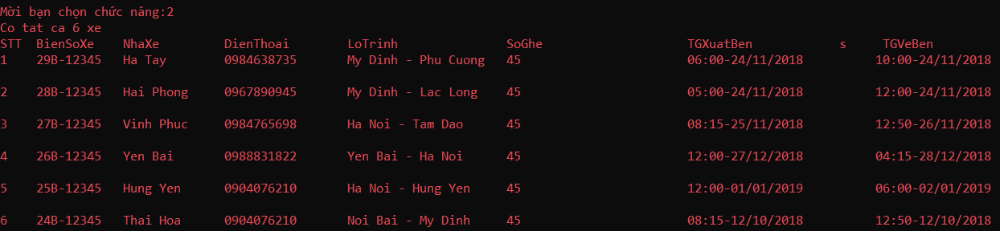 Mời bạn chọn chức năng:2
Co tat ca 6 xe
STT BienSoXe NhaXe DienThoai LoTrinh SoGhe TGXuatBen s TGVeBen
1 29B-12345 Ha Tay 0984638735 My Dinh - Phu Cuong 45 06:00-24/11/2018 10:00-24/11/2018
2 28B-12345 Hai Phong 0967890945 My Dinh - Lac Long 45 05:00-24/11/2018 12:00-24/11/2018
3 27B-12345 Vinh Phuc 0984765698 Ha Noi - Tam Dao 45 08:15-25/11/2018 12:50-26/11/2018
4 26B-12345 Yen Bai 0988831822 Yen Bai - Ha Noi 45 12:00-27/12/2018 04:15-28/12/2018
5 25B-12345 Hung Yen 0904076210 Ha Noi - Hung Yen 45 12:00-01/01/2019 06:00-02/01/2019
6 24B-12345 Thai Hoa 0904076210 Noi Bai - My Dinh 45 08:15-12/10/2018 12:50-12/10/2018